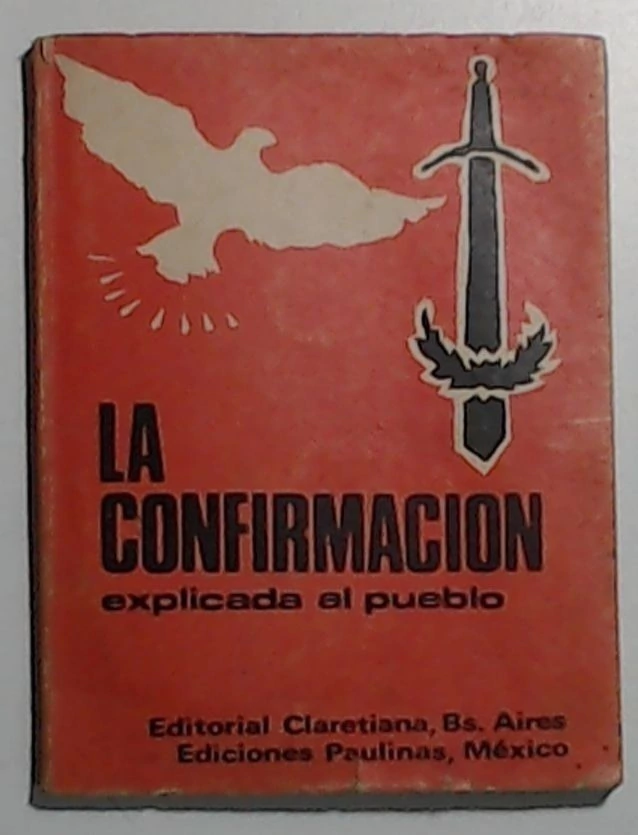 LA
CONFIRMACION
explicada al pueblo
Editorial Claretiana, Bs. Aires
Ediciones Paulinas, México